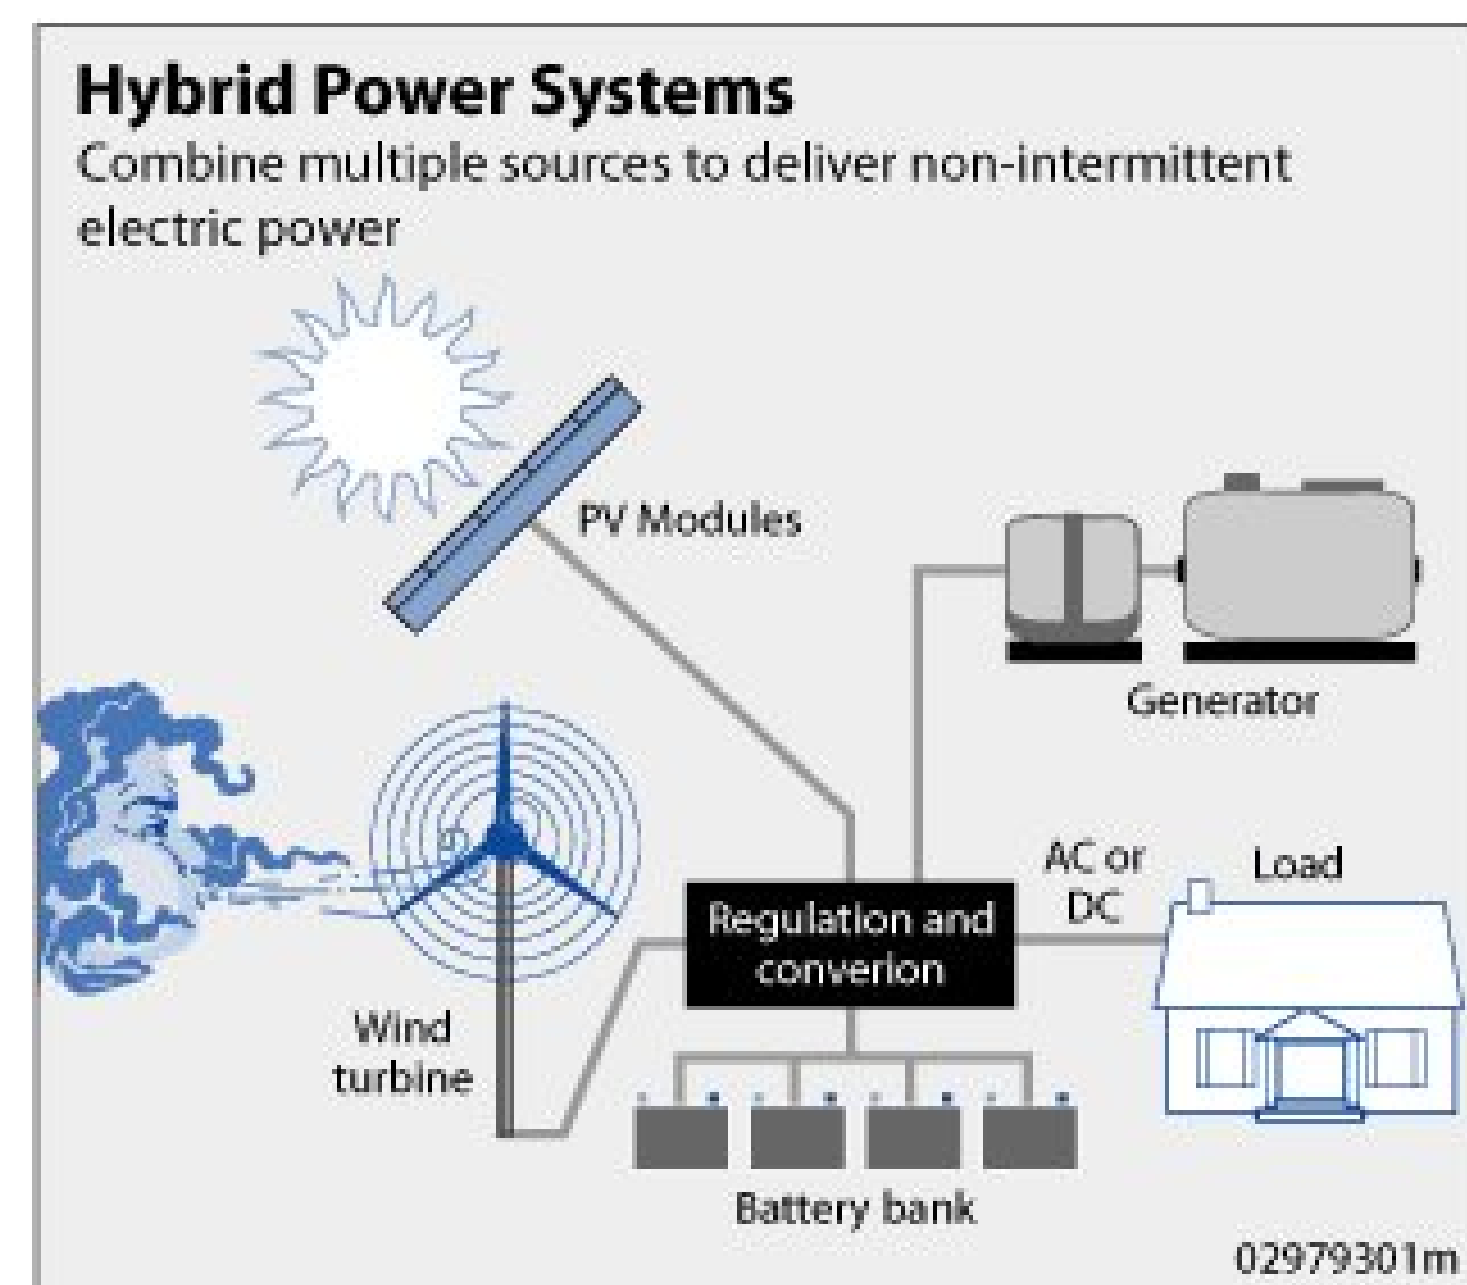 Hybrid Power Systems
Combine multiple sources to deliver non-intermittent
electric power
PV Modules
Generator
AC or
DC
Load
Regulation and
converion
Wind
turbine
Battery bank
02979301m